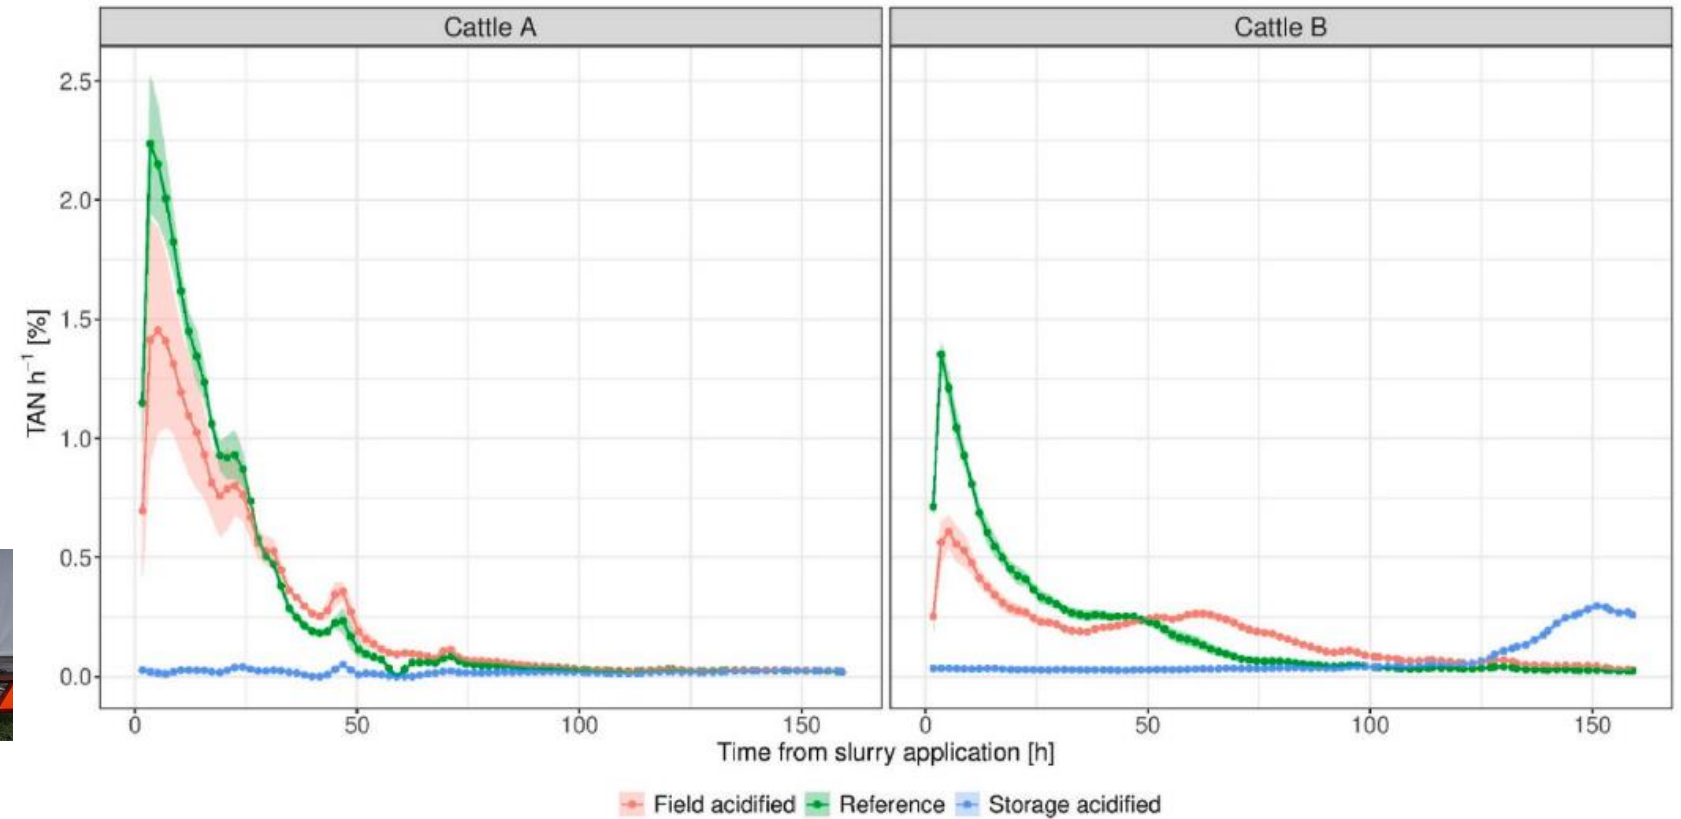 Cattle A
Cattle B
TAN h⁻¹ [%]
2.5
2.0
1.5
1.0
0.5
0.0
0 50 100 150
0 50 100 150
Time from slurry application [h]
Field acidified Reference Storage acidified